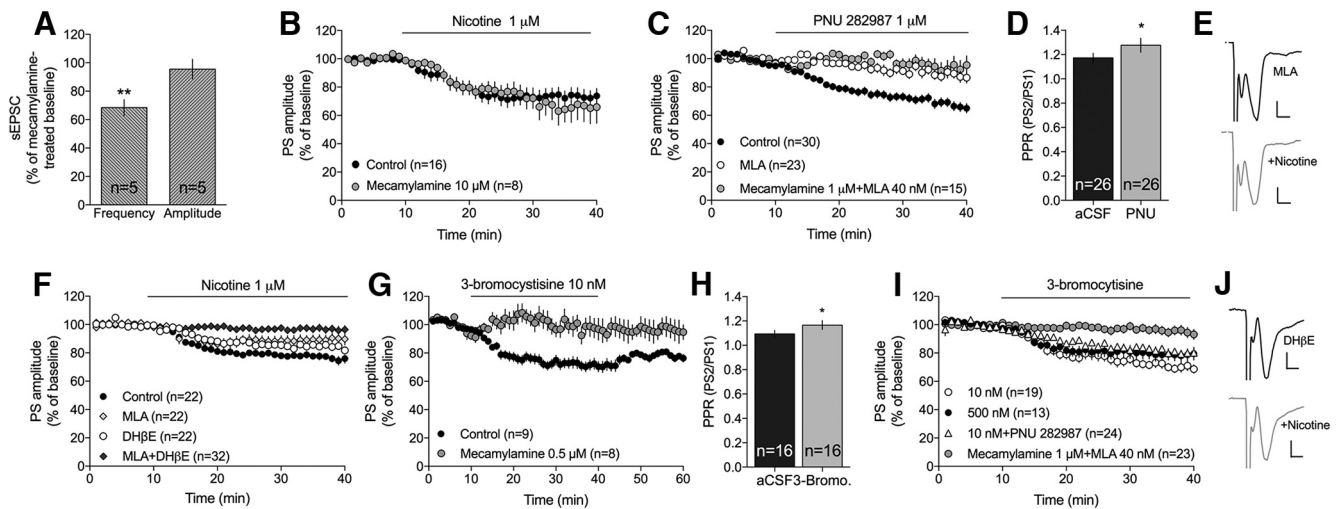 A
sEPSC
(% of mecamylamine-
treated baseline)
120
100
80
60
40
20
0
**
n=5
n=5
Frequency
Amplitude
B
Nicotine 1 µM
PS amplitude
(% of baseline)
120
100
80
60
40
20
0
Control (n=16)
Mecamylamine 10 µM (n=8)
0 10 20 30 40
Time (min)
C
PNU 282987 1 µM
PS amplitude
(% of baseline)
120
100
80
60
40
20
0
Control (n=30)
MLA (n=23)
Mecamylamine 1 µM+MLA 40 nM (n=15)
0 10 20 30 40
Time (min)
D
PPR (PS2/PS1)
1.4
1.2
1.0
0.8
0.6
0.4
0.2
0.0
*
n=26
n=26
aCSF
PNU
E
MLA
+Nicotine
F
Nicotine 1 µM
PS amplitude
(% of baseline)
120
100
80
60
40
20
0
Control (n=22)
MLA (n=22)
DHβE (n=22)
MLA+DHβE (n=32)
0 10 20 30 40
Time (min)
G
3-bromocystisine 10 nM
PS amplitude
(% of baseline)
120
100
80
60
40
20
0
Control (n=9)
Mecamylamine 0.5 µM (n=8)
0 10 20 30 40 50 60
Time (min)
H
PPR (PS2/PS1)
1.4
1.2
1.0
0.8
0.6
0.4
0.2
0.0
*
n=16
n=16
aCSF3-Bromo.
I
3-bromocytisine
PS amplitude
(% of baseline)
120
100
80
60
40
20
0
10 nM (n=19)
500 nM (n=13)
10 nM+PNU 282987 (n=24)
Mecamylamine 1 µM+MLA 40 nM (n=23)
0 10 20 30 40
Time (min)
J
DHβE
+Nicotine